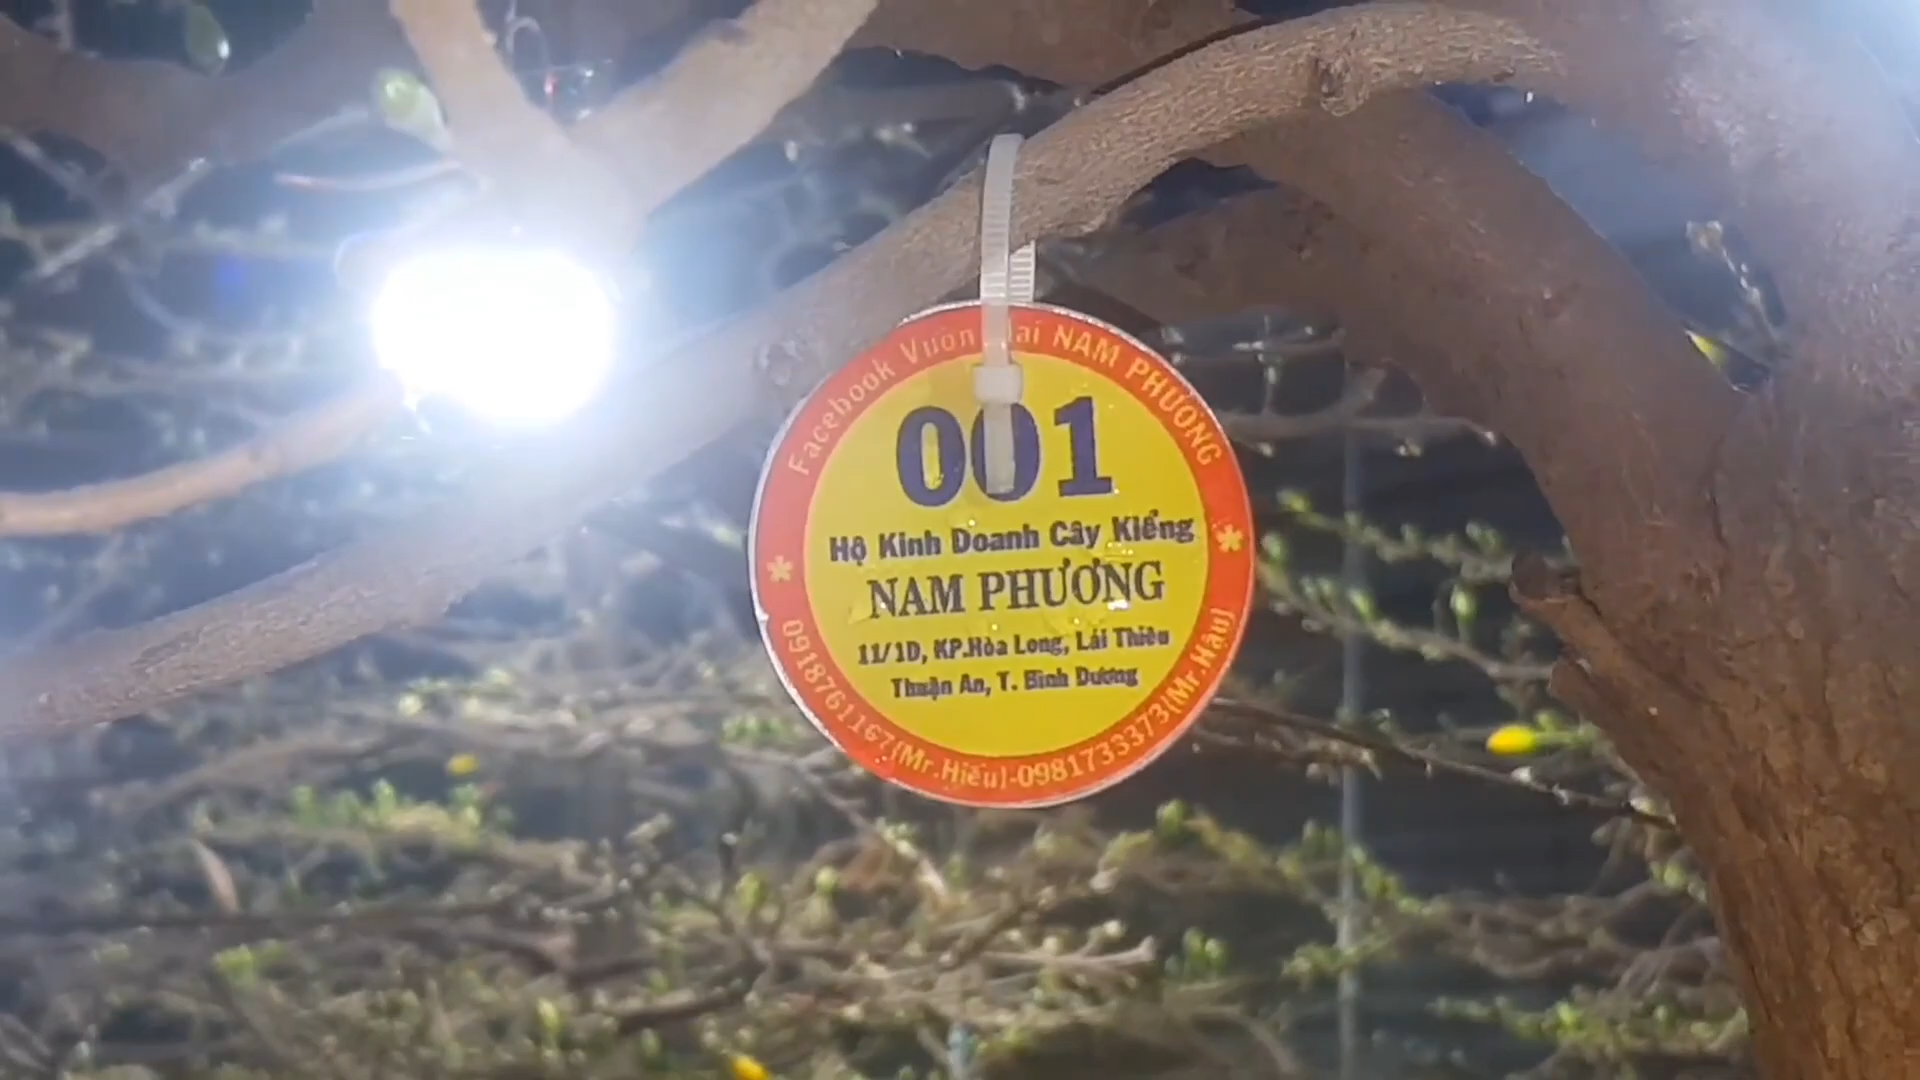 Facebook Vườn Mai NAM PHƯƠNG
001
Hộ Kinh Doanh Cây Kiểng
NAM PHƯƠNG
11/1D, KP.Hòa Long, Lái Thiêu
Thuận An, T. Bình Dương
0918761167(Mr.Hiếu)-0981733373(Mr.Hậu)